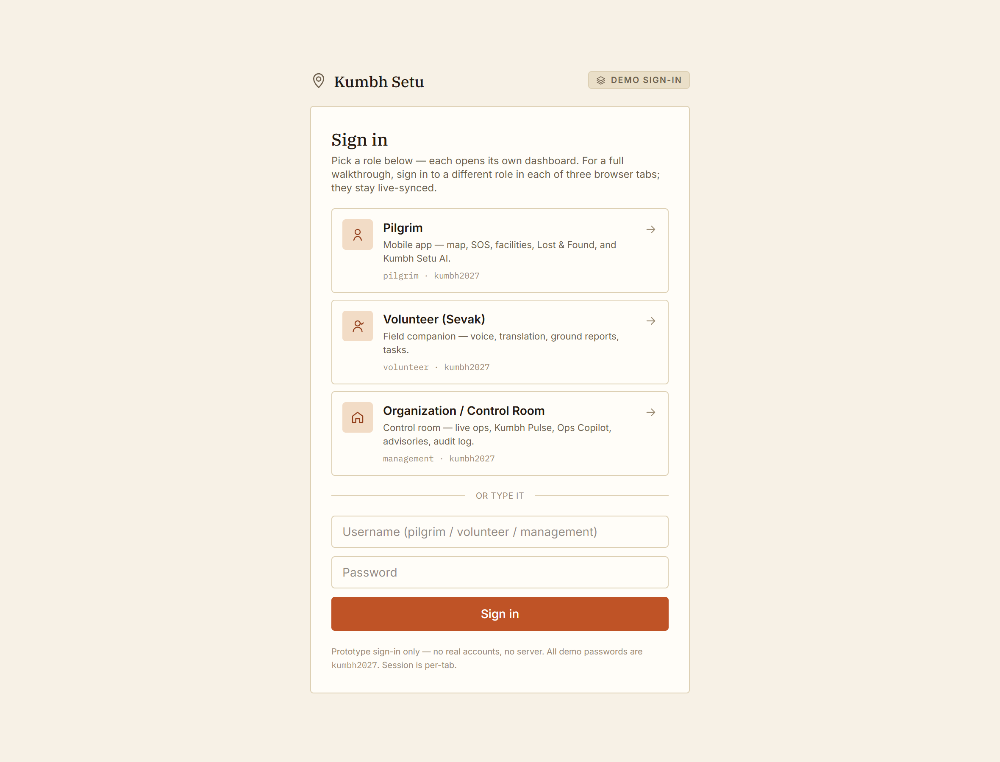 Kumbh Setu
DEMO SIGN-IN
Sign in
Pick a role below — each opens its own dashboard. For a full
walkthrough, sign in to a different role in each of three browser tabs;
they stay live-synced.
Pilgrim
Mobile app — map, SOS, facilities, Lost & Found, and
Kumbh Setu AI.
pilgrim · kumbh2027
Volunteer (Sevak)
Field companion — voice, translation, ground reports,
tasks.
volunteer · kumbh2027
Organization / Control Room
Control room — live ops, Kumbh Pulse, Ops Copilot,
advisories, audit log.
management · kumbh2027
OR TYPE IT
Username (pilgrim / volunteer / management)
Password
Sign in
Prototype sign-in only — no real accounts, no server. All demo passwords are
kumbh2027. Session is per-tab.